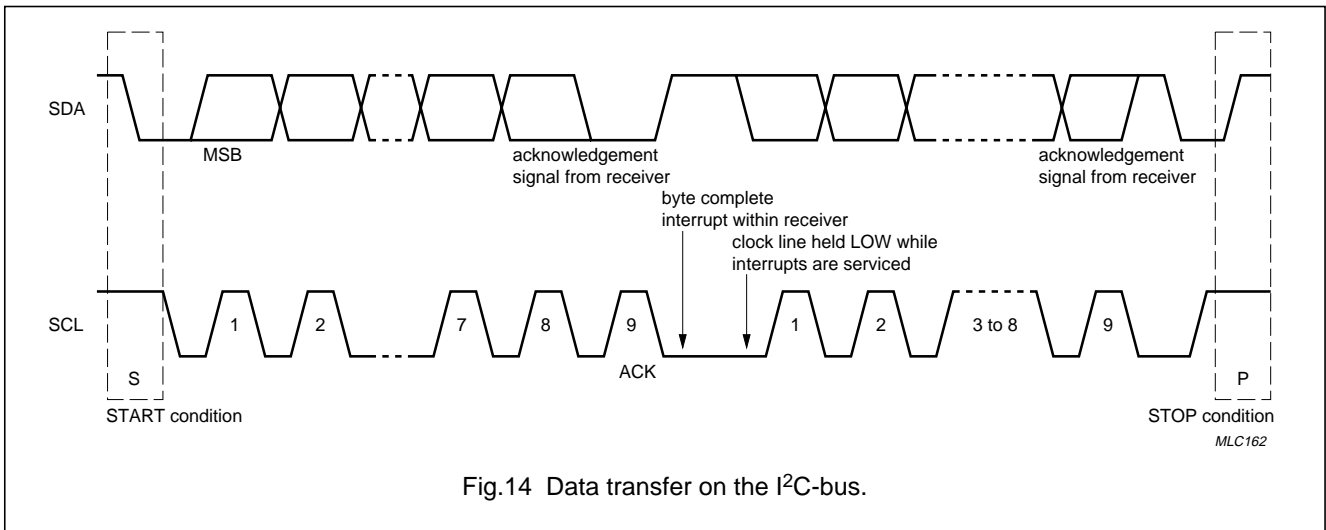 SDA
MSB
acknowledgement
signal from receiver
acknowledgement
signal from receiver
byte complete
interrupt within receiver
clock line held LOW while
interrupts are serviced
SCL
1
2
7
8
9
1
2
3 to 8
9
ACK
S
P
START condition
STOP condition
MLC162
Fig.14 Data transfer on the I²C-bus.